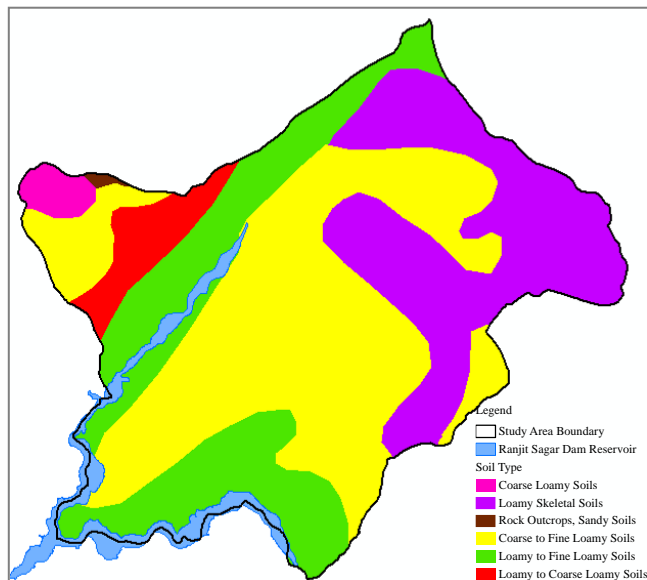 Legend
Study Area Boundary
Ranjit Sagar Dam Reservoir
Soil Type
Coarse Loamy Soils
Loamy Skeletal Soils
Rock Outcrops, Sandy Soils
Coarse to Fine Loamy Soils
Loamy to Fine Loamy Soils
Loamy to Coarse Loamy Soils